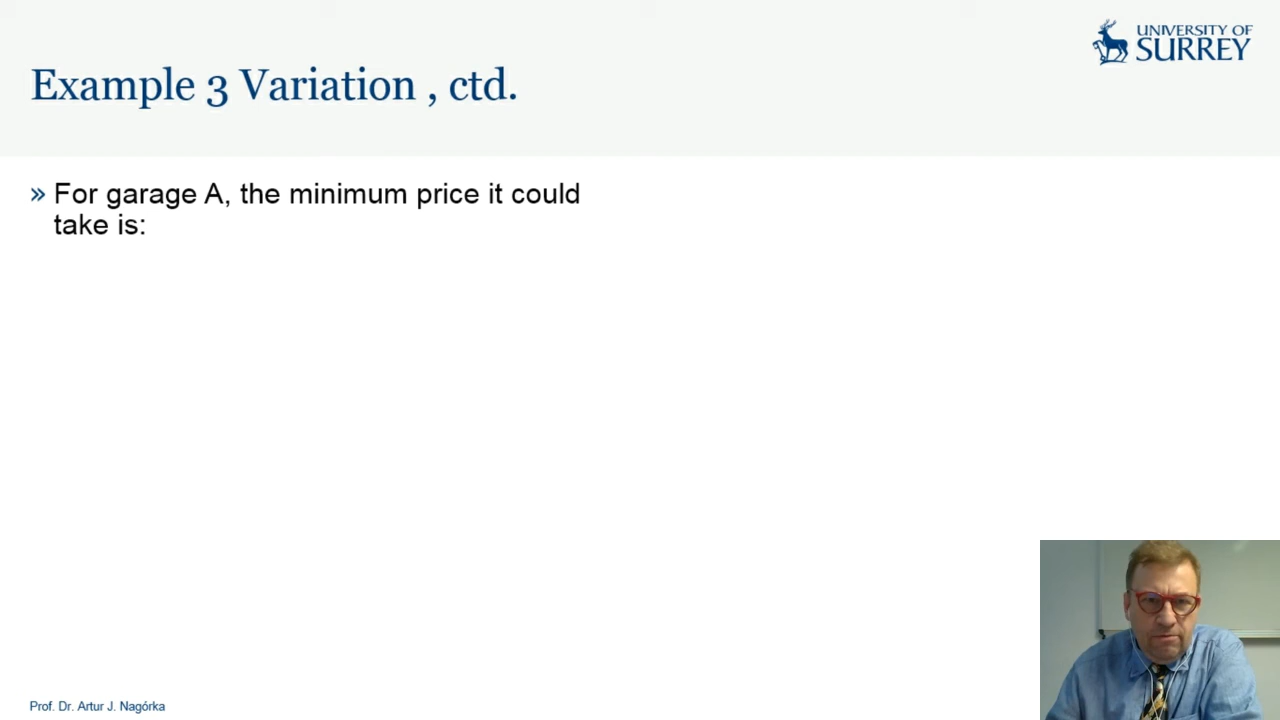 UNIVERSITY OF
SURREY
Example 3 Variation , ctd.
» For garage A, the minimum price it could
take is:
Prof. Dr. Artur J. Nagórka